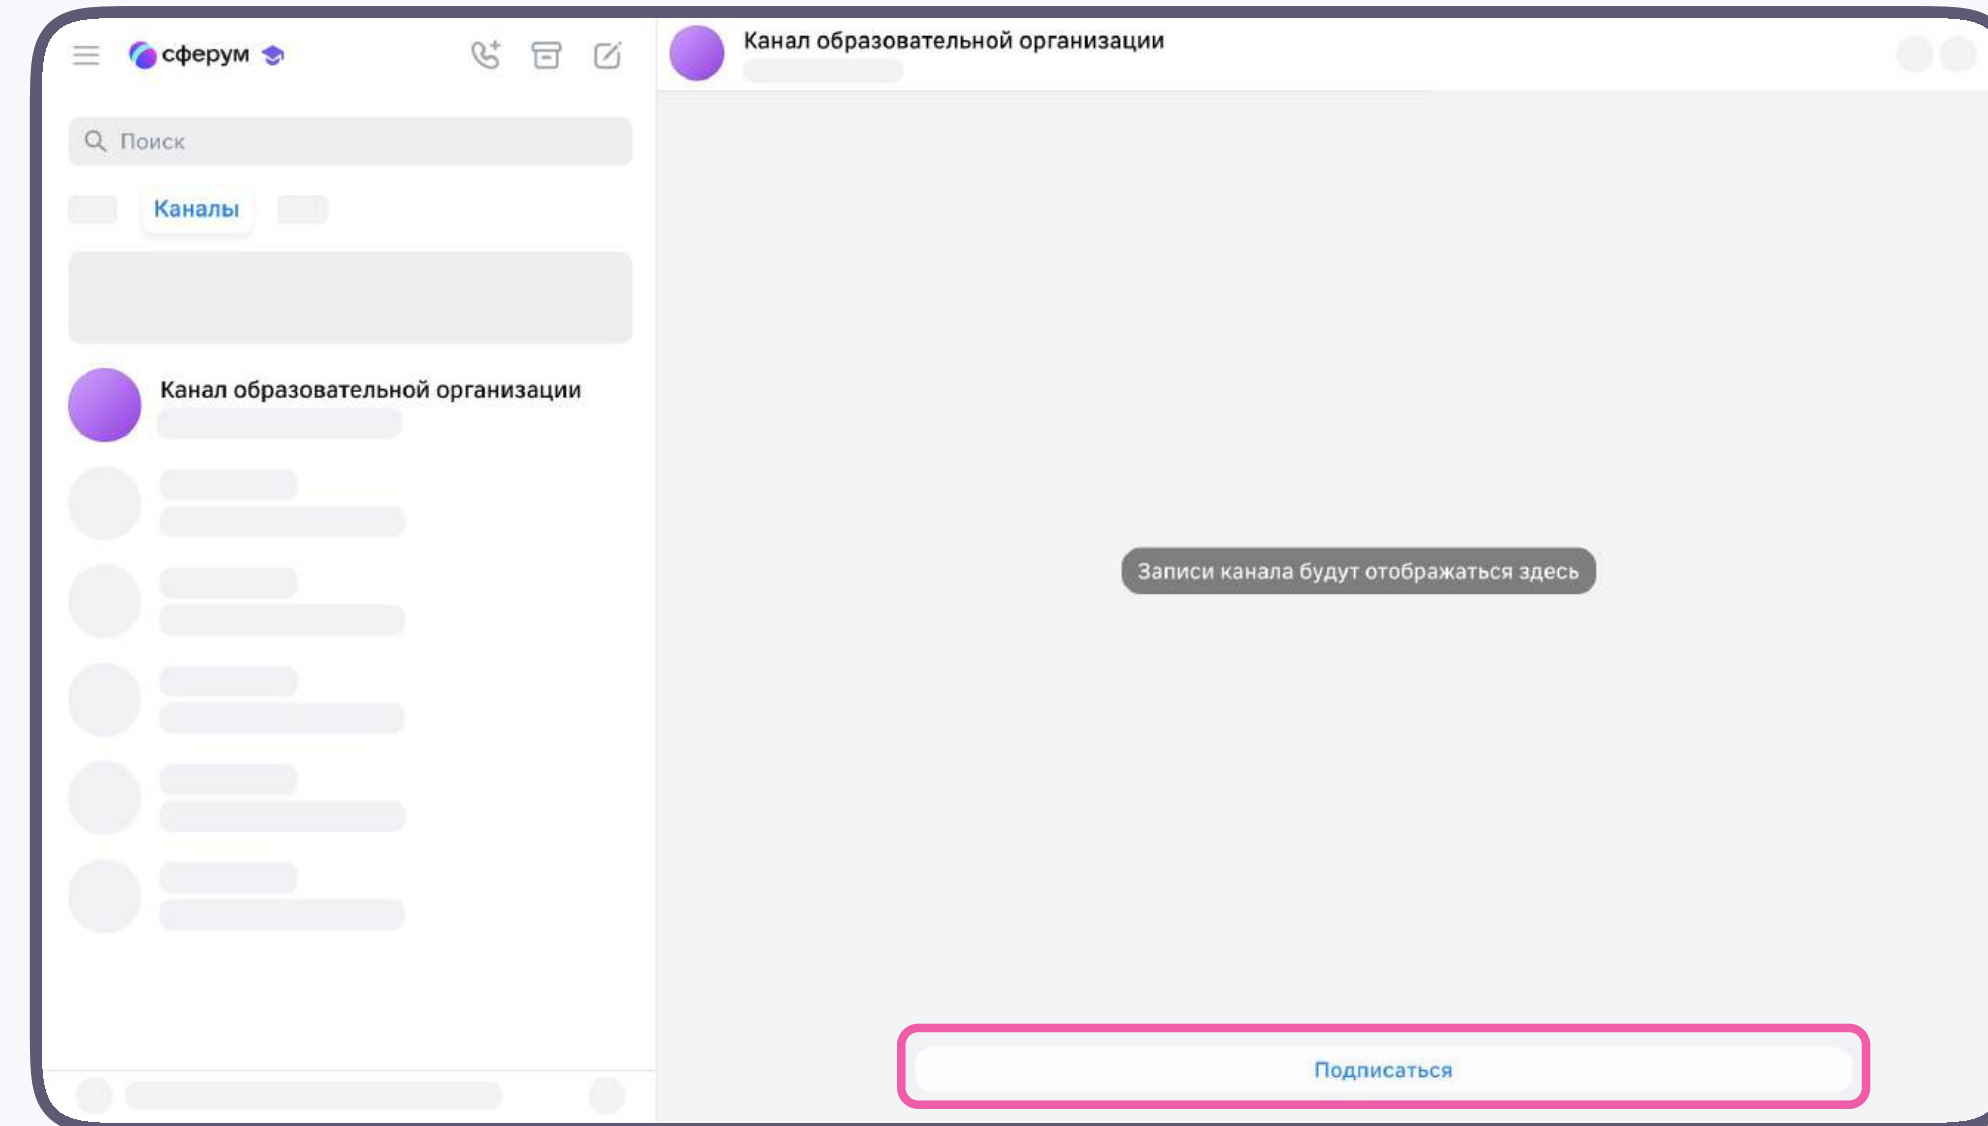 сферум
Поиск
Каналы
Канал образовательной организации
Канал образовательной организации
Записи канала будут отображаться здесь
Подписаться